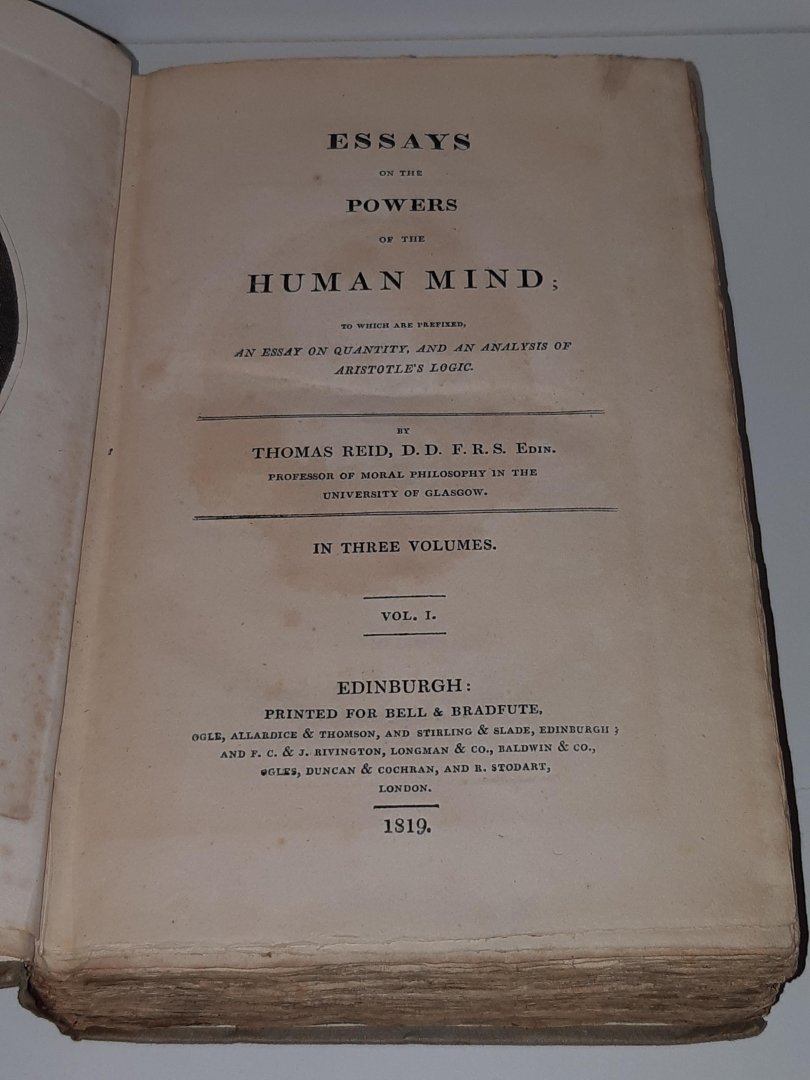 ESSAYS
ON THE
POWERS
OF THE
HUMAN MIND;
TO WHICH ARE PREFIXED,
AN ESSAY ON QUANTITY, AND AN ANALYSIS OF
ARISTOTLE'S LOGIC.
BY
THOMAS REID, D. D. F. R. S. EDIN.
PROFESSOR OF MORAL PHILOSOPHY IN THE
UNIVERSITY OF GLASGOW.
IN THREE VOLUMES.
VOL. I.
EDINBURGH:
PRINTED FOR BELL & BRADFUTE,
OGLE, ALLARDICE & THOMSON, AND STIRLING & SLADE, EDINBURGH;
AND F. C. & J. RIVINGTON, LONGMAN & CO., BALDWIN & CO.,
OGLES, DUNCAN & COCHRAN, AND R. STODART,
LONDON.
1819.